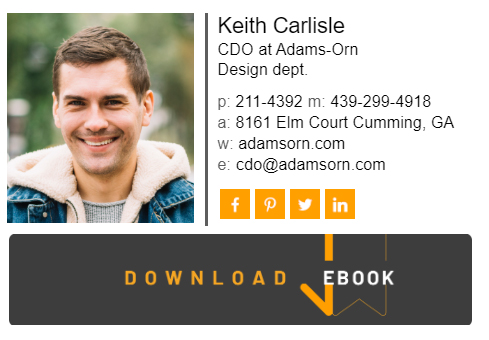 Keith Carlisle
CDO at Adams-Orn
Design dept.
p: 211-4392 m: 439-299-4918
a: 8161 Elm Court Cumming, GA
w: adamsorn.com
e: cdo@adamsorn.com
DOWNLOAD EBOOK